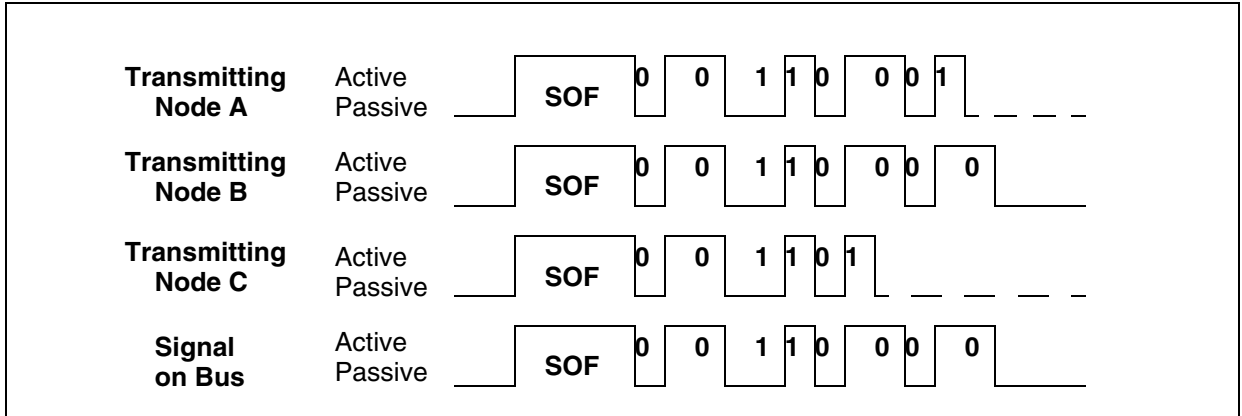 Transmitting Node A Active Passive SOF 0 0 1 1 0 0 0 1
Transmitting Node B Active Passive SOF 0 0 1 1 0 0 0 0
Transmitting Node C Active Passive SOF 0 0 1 1 0 1
Signal on Bus Active Passive SOF 0 0 1 1 0 0 0 0